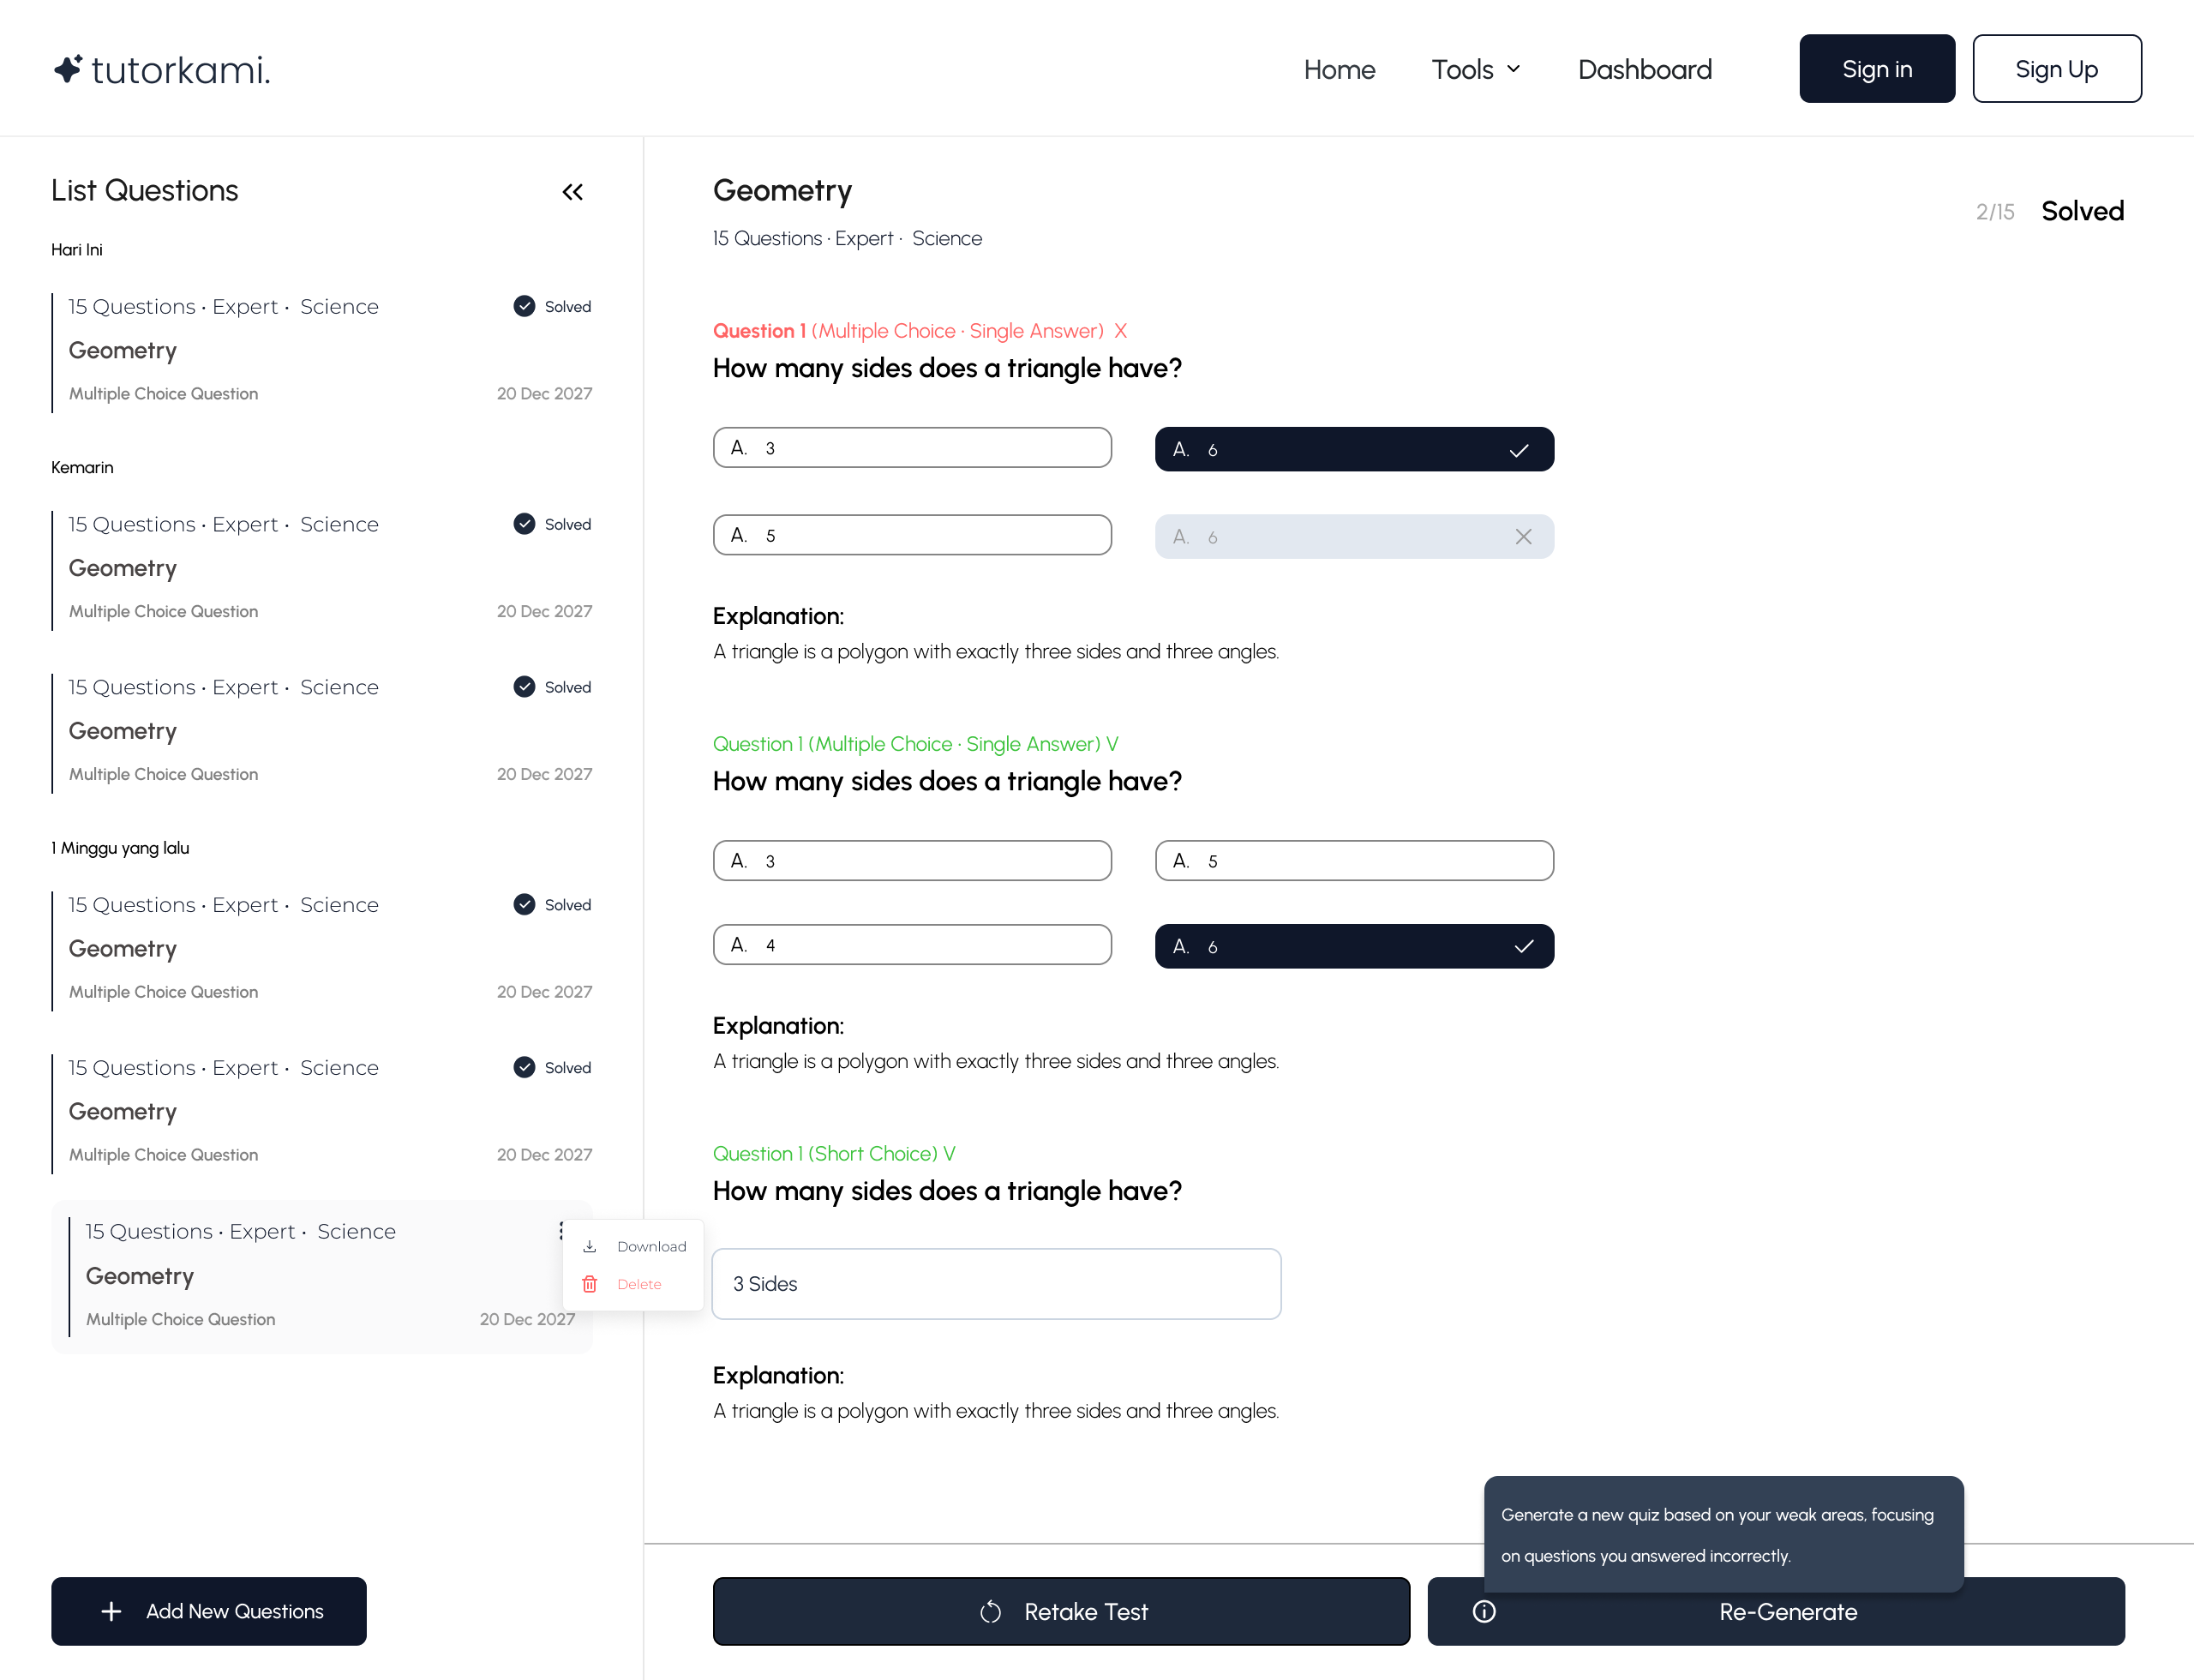 tutorkami.
Home Tools Dashboard Sign in Sign Up
List Questions
Hari Ini
15 Questions · Expert · Science Solved
Geometry
Multiple Choice Question 20 Dec 2027
Kemarin
15 Questions · Expert · Science Solved
Geometry
Multiple Choice Question 20 Dec 2027
15 Questions · Expert · Science Solved
Geometry
Multiple Choice Question 20 Dec 2027
1 Minggu yang lalu
15 Questions · Expert · Science Solved
Geometry
Multiple Choice Question 20 Dec 2027
15 Questions · Expert · Science Solved
Geometry
Multiple Choice Question 20 Dec 2027
15 Questions · Expert · Science
Geometry
Multiple Choice Question 20 Dec 2027
Download
Delete
Add New Questions
Geometry
15 Questions · Expert · Science
2/15 Solved
Question 1 (Multiple Choice · Single Answer) X
How many sides does a triangle have?
A. 3
A. 6
A. 5
A. 6
Explanation:
A triangle is a polygon with exactly three sides and three angles.
Question 1 (Multiple Choice · Single Answer) V
How many sides does a triangle have?
A. 3
A. 5
A. 4
A. 6
Explanation:
A triangle is a polygon with exactly three sides and three angles.
Question 1 (Short Choice) V
How many sides does a triangle have?
3 Sides
Explanation:
A triangle is a polygon with exactly three sides and three angles.
Generate a new quiz based on your weak areas, focusing
on questions you answered incorrectly.
Retake Test
Re-Generate